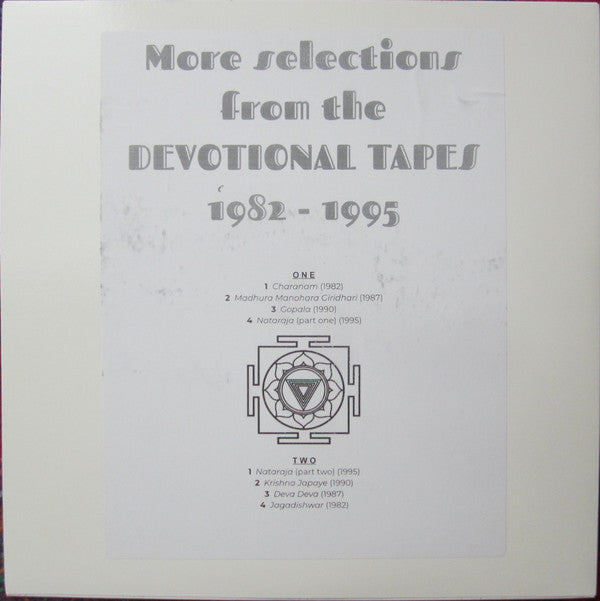 More selections
from the
DEVOTIONAL TAPES
1982 - 1995
ONE
1 Charanam (1982)
2 Madhura Manohara Giridhari (1987)
3 Gopala (1990)
4 Nataraja (part one) (1995)
TWO
1 Nataraja (part two) (1995)
2 Krishna Japaye (1990)
3 Deva Deva (1987)
4 Jagadishwar (1982)